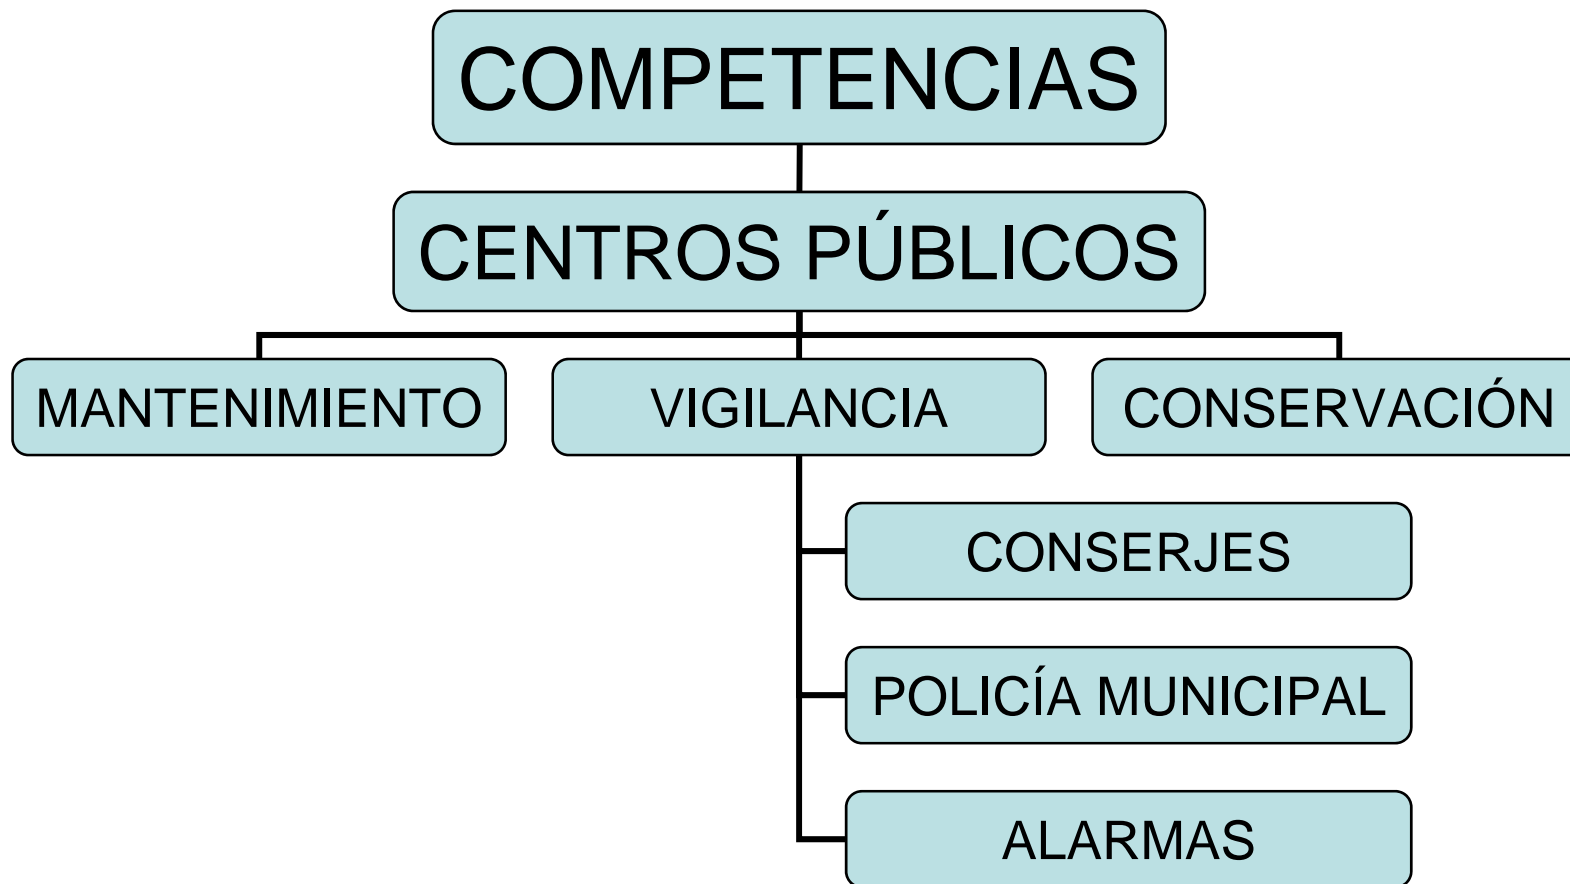 COMPETENCIAS
CENTROS PÚBLICOS
MANTENIMIENTO
VIGILANCIA
CONSERVACIÓN
CONSERJES
POLICÍA MUNICIPAL
ALARMAS